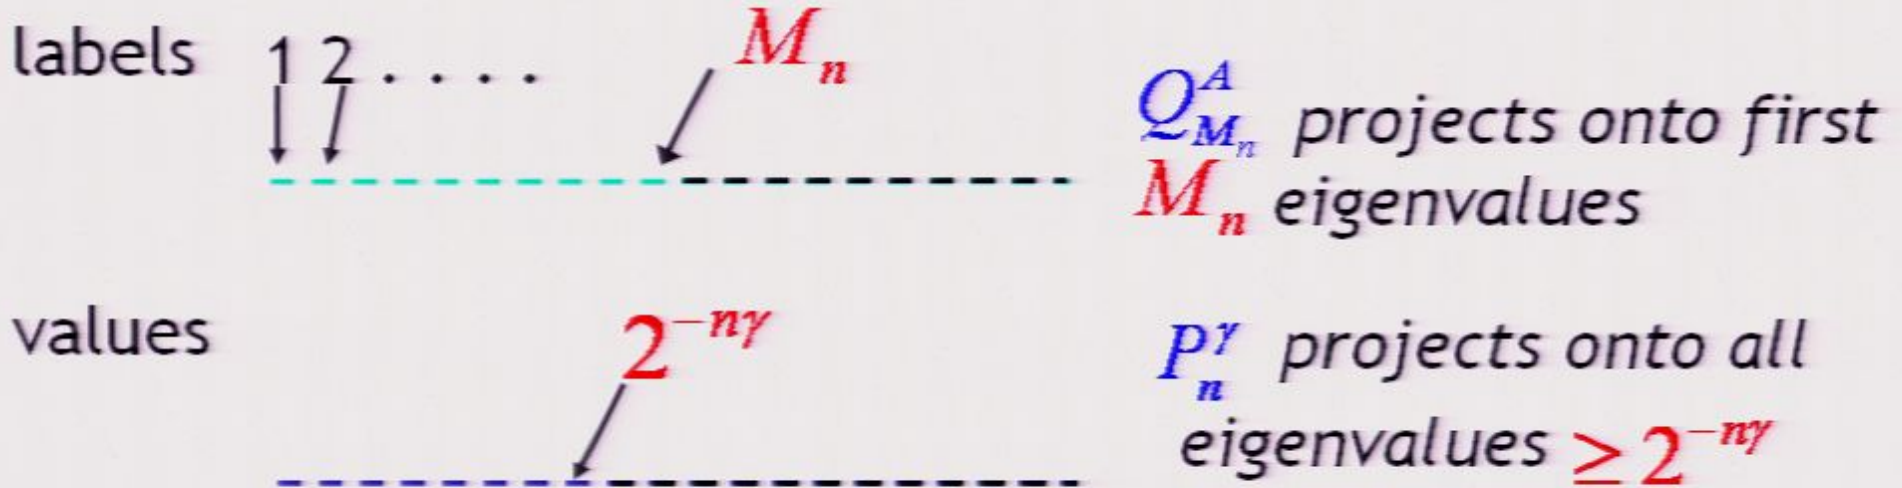 labels 1 2 . . . . M_n
Q^A_{M_n} projects onto first
M_n eigenvalues
values 2^{-nγ}
P^γ_n projects onto all
eigenvalues ≥ 2^{-nγ}